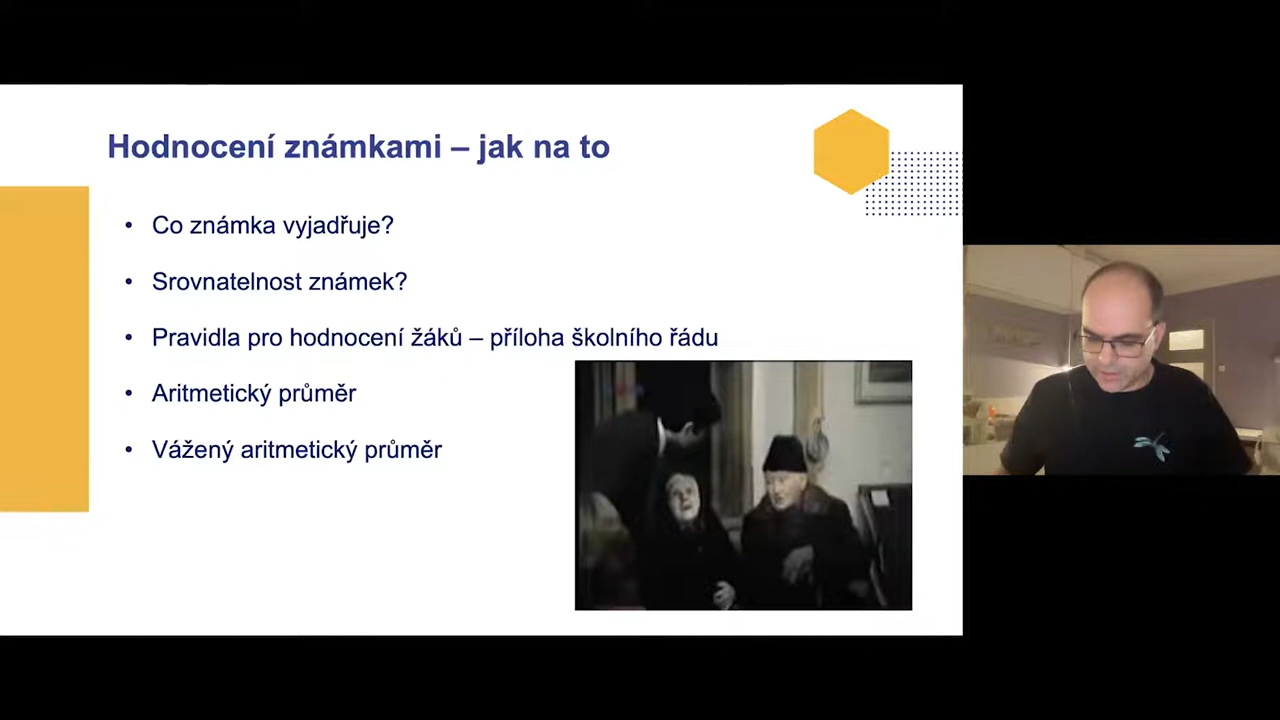 Hodnocení známkami – jak na to
• Co známka vyjadřuje?
• Srovnatelnost známek?
• Pravidla pro hodnocení žáků – příloha školního řádu
• Aritmetický průměr
• Vážený aritmetický průměr